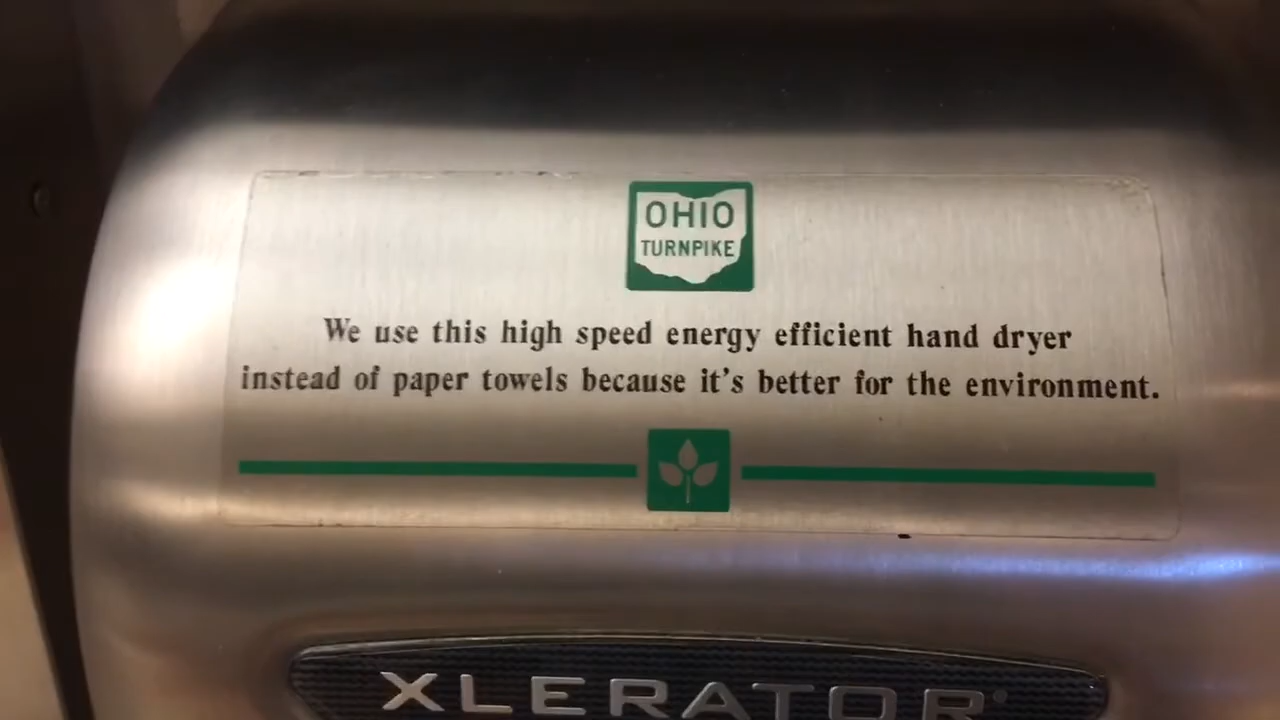 OHIO
TURNPIKE
We use this high speed energy efficient hand dryer
instead of paper towels because it's better for the environment.
XLERATOR®